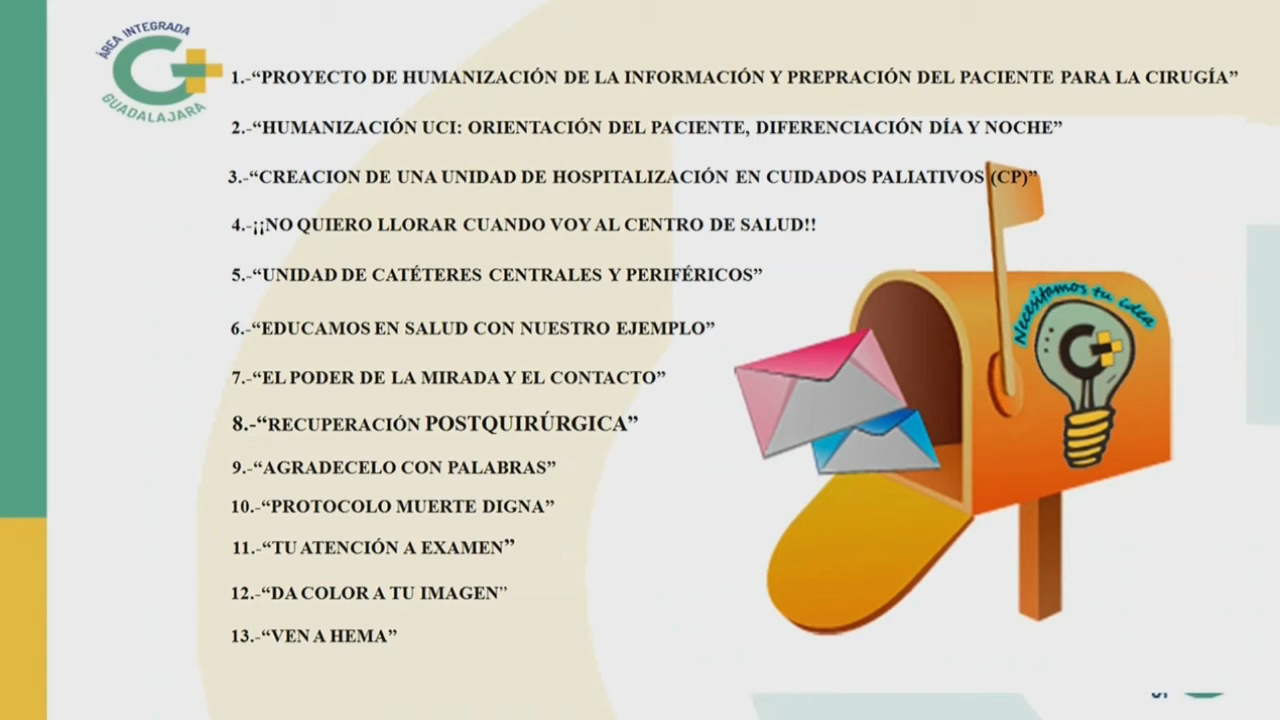 ÁREA INTEGRADA
GUADALAJARA
1.-“PROYECTO DE HUMANIZACIÓN DE LA INFORMACIÓN Y PREPRACIÓN DEL PACIENTE PARA LA CIRUGÍA”
2.-“HUMANIZACIÓN UCI: ORIENTACIÓN DEL PACIENTE, DIFERENCIACIÓN DÍA Y NOCHE”
3.-“CREACION DE UNA UNIDAD DE HOSPITALIZACIÓN EN CUIDADOS PALIATIVOS (CP)”
4.-¡¡NO QUIERO LLORAR CUANDO VOY AL CENTRO DE SALUD!!
5.-“UNIDAD DE CATÉTERES CENTRALES Y PERIFÉRICOS”
Necesitamos tu idea
6.-“EDUCAMOS EN SALUD CON NUESTRO EJEMPLO”
7.-“EL PODER DE LA MIRADA Y EL CONTACTO”
8.-“RECUPERACIÓN POSTQUIRÚRGICA”
9.-“AGRADECELO CON PALABRAS”
10.-“PROTOCOLO MUERTE DIGNA”
11.-“TU ATENCIÓN A EXAMEN”
12.-“DA COLOR A TU IMAGEN”
13.-“VEN A HEMA”